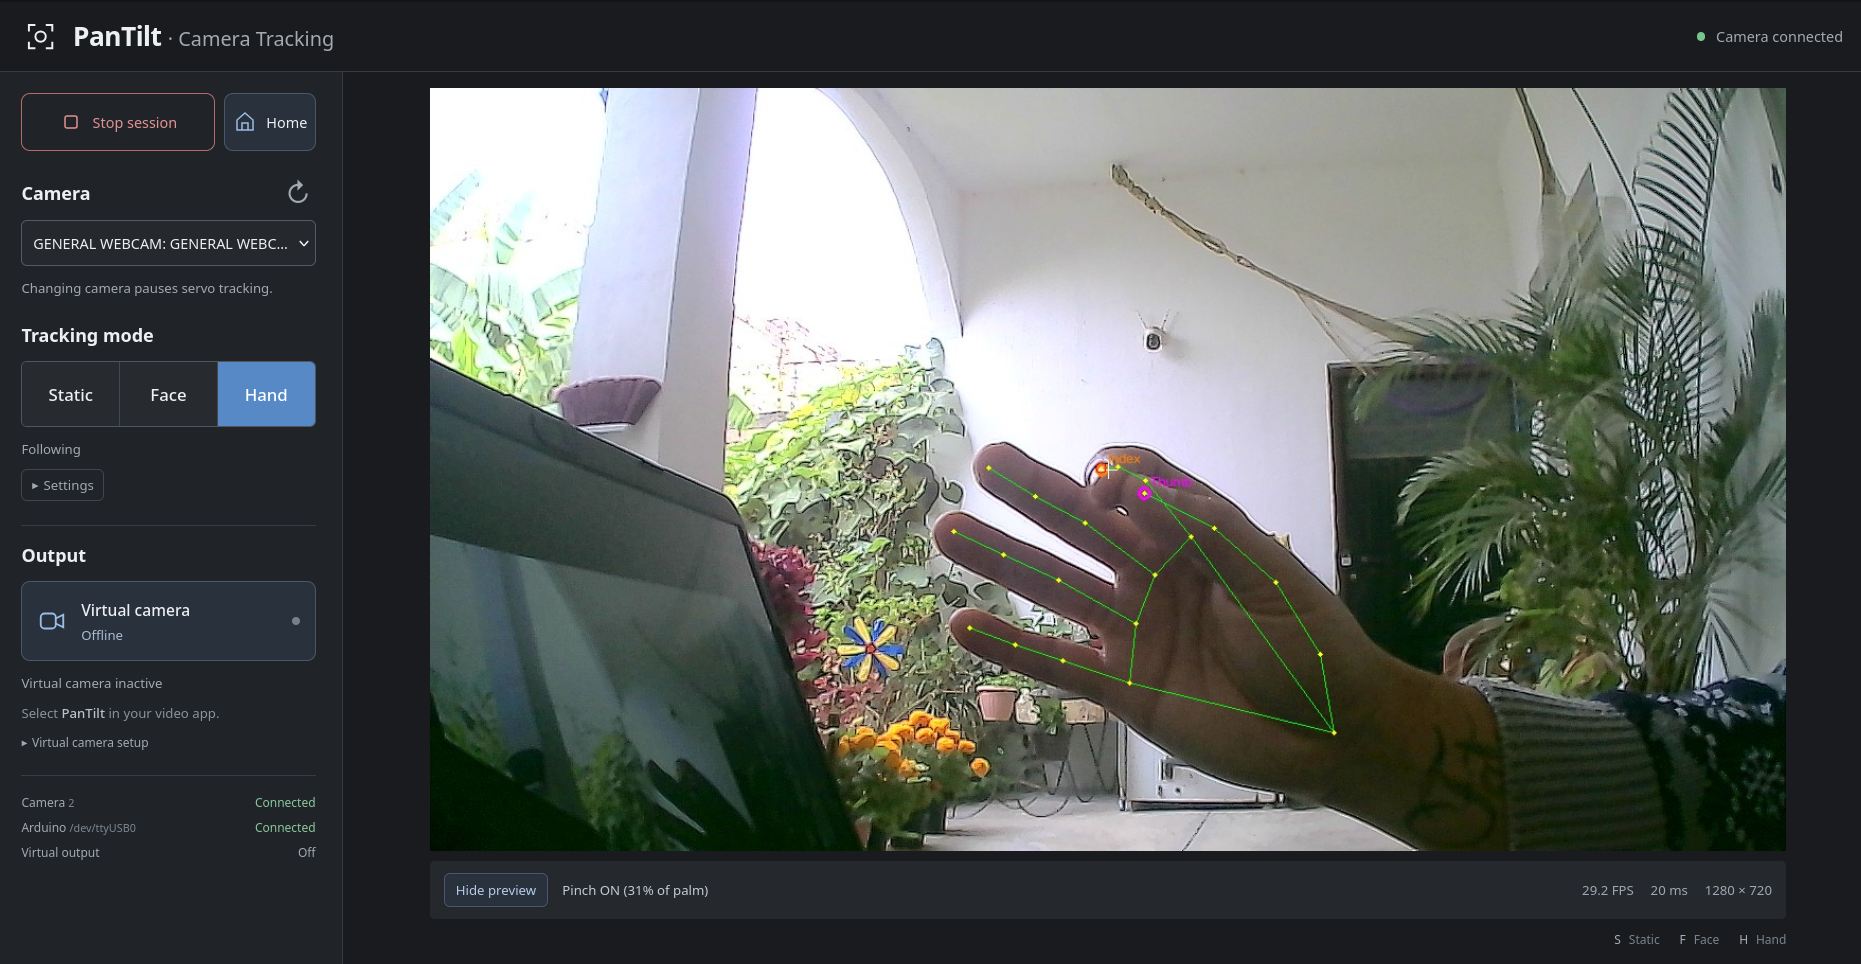 PanTilt · Camera Tracking
Camera connected
Stop session
Home
Camera
GENERAL WEBCAM: GENERAL WEBC...
Changing camera pauses servo tracking.
Tracking mode
Static
Face
Hand
Following
▸ Settings
Output
Virtual camera
Offline
Virtual camera inactive
Select PanTilt in your video app.
▸ Virtual camera setup
Camera 2
Connected
Arduino /dev/ttyUSB0
Connected
Virtual output
Off
Index
Thumb
Hide preview
Pinch ON (31% of palm)
29.2 FPS
20 ms
1280 × 720
S Static
F Face
H Hand